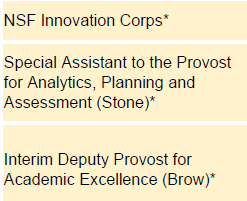 NSF Innovation Corps*
Special Assistant to the Provost
for Analytics, Planning and
Assessment (Stone)*
Interim Deputy Provost for
Academic Excellence (Brow)*